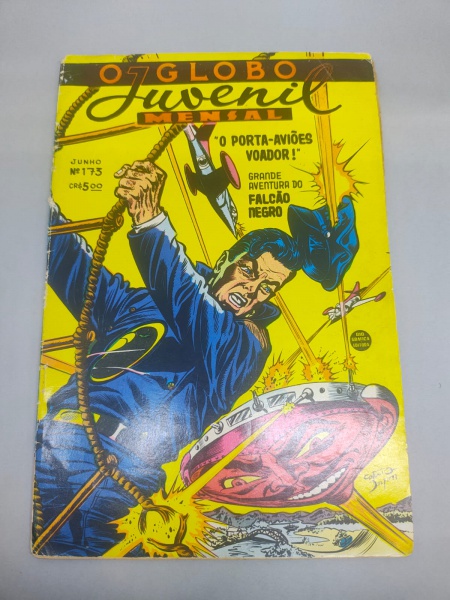 O GLOBO
Juvenil
MENSAL
JUNHO
Nº 173
CR$5,00
"O PORTA-AVIÕES
VOADOR!"
GRANDE
AVENTURA DO
FALCÃO
NEGRO